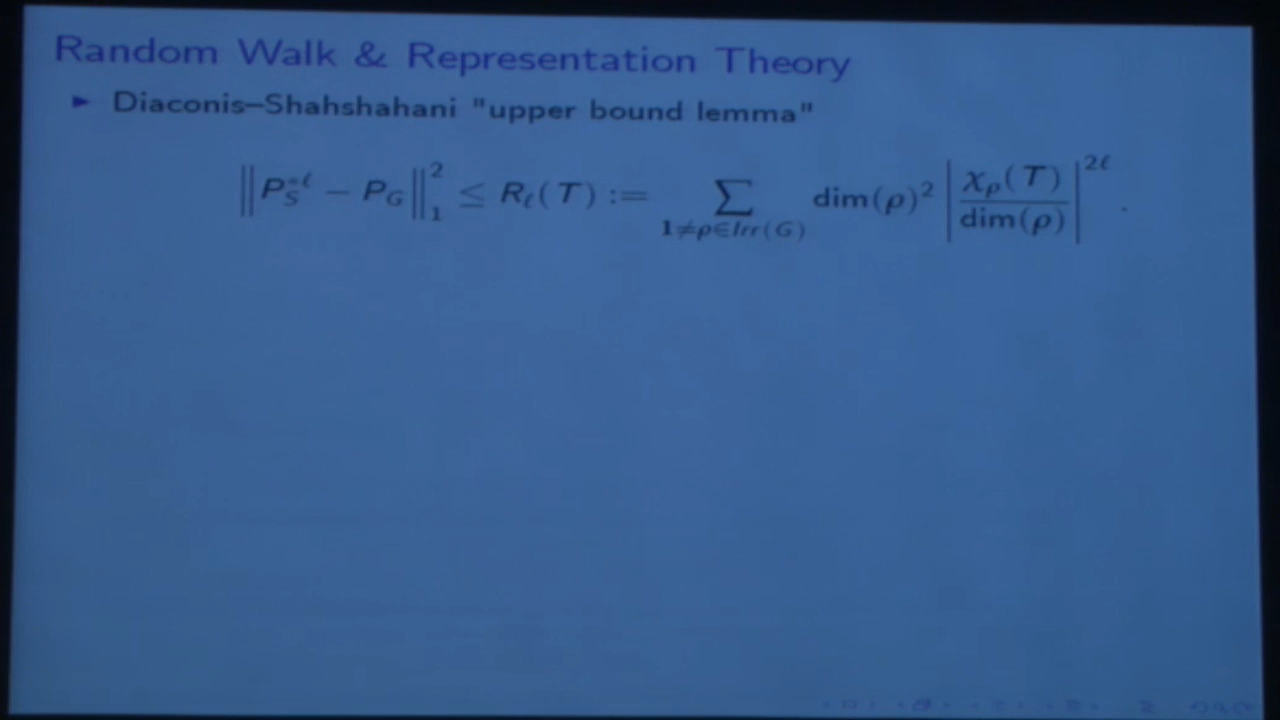 Random Walk & Representation Theory
► Diaconis–Shahshahani "upper bound lemma"
‖P_S^{*ℓ} − P_G‖_1^2 ≤ R_ℓ(T) := ∑_{1≠ρ∈Irr(G)} dim(ρ)^2 |χ_ρ(T)/dim(ρ)|^{2ℓ} .